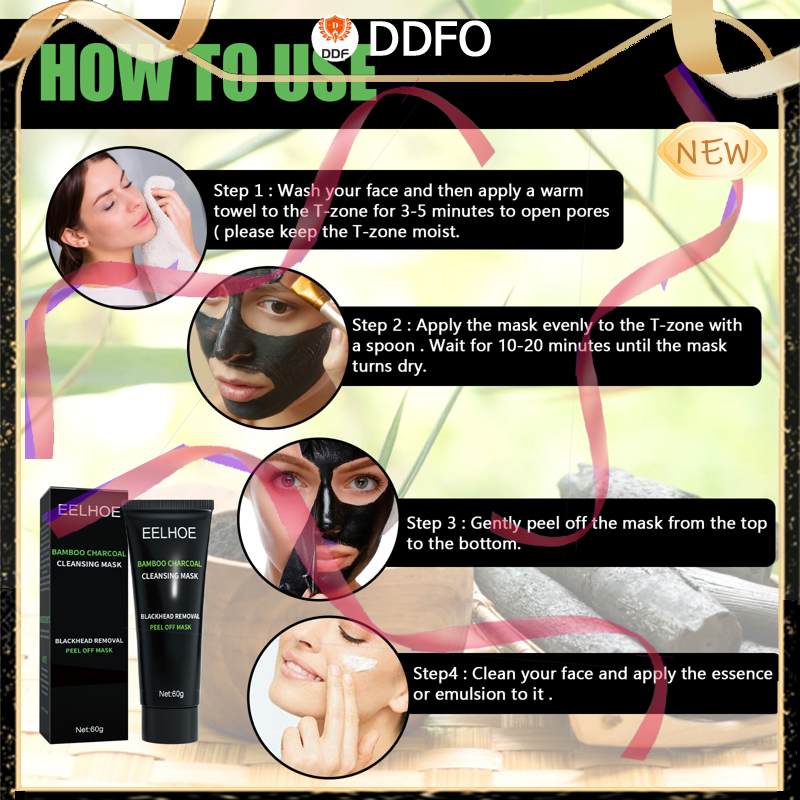 DDF
DDFO
HOW TO USE
NEW
Step 1 : Wash your face and then apply a warm
towel to the T-zone for 3-5 minutes to open pores
( please keep the T-zone moist.
Step 2 : Apply the mask evenly to the T-zone with
a spoon . Wait for 10-20 minutes until the mask
turns dry.
Step 3 : Gently peel off the mask from the top
to the bottom.
Step4 : Clean your face and apply the essence
or emulsion to it .
EELHOE
BAMBOO CHARCOAL
CLEANSING MASK
BLACKHEAD REMOVAL
PEEL OFF MASK
Net:60g
EELHOE
BAMBOO CHARCOAL
CLEANSING MASK
BLACKHEAD REMOVAL
PEEL OFF MASK
Net:60g